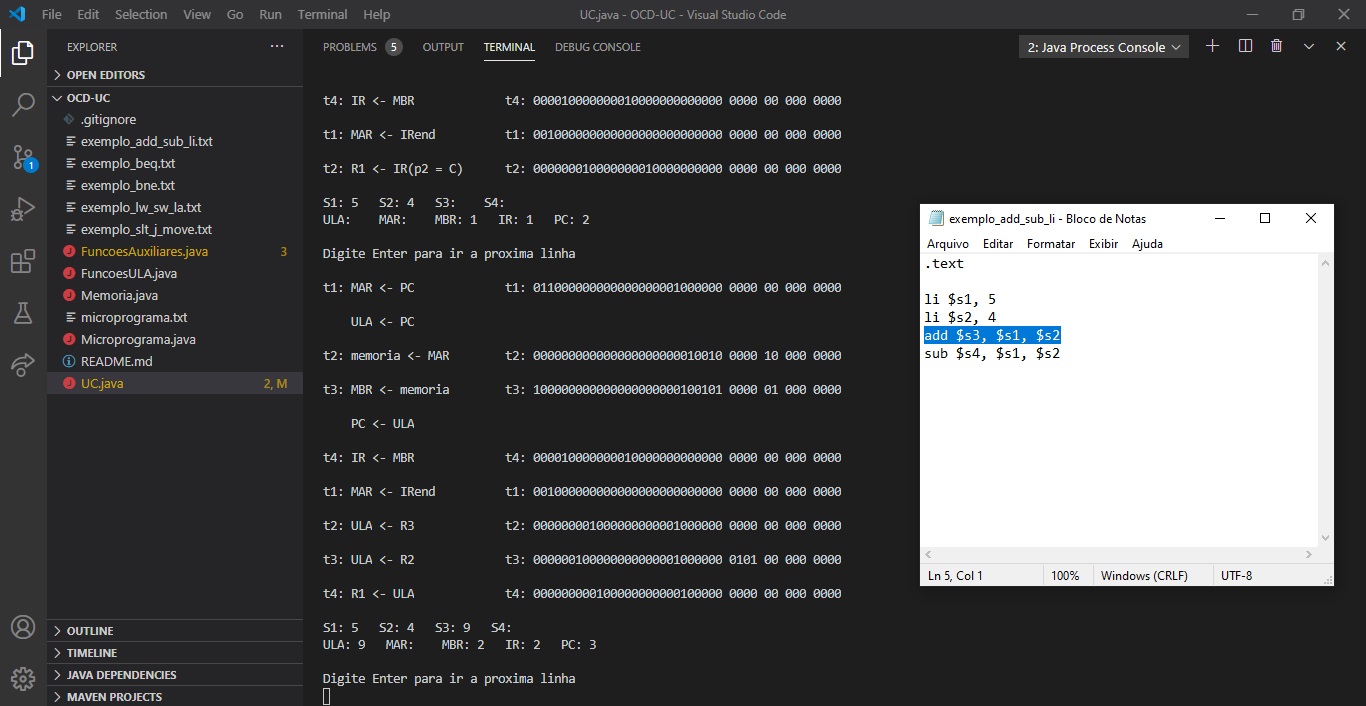 File Edit Selection View Go Run Terminal Help UC.java - OCD-UC - Visual Studio Code
EXPLORER
OPEN EDITORS
OCD-UC
.gitignore
exemplo_add_sub_li.txt
exemplo_beq.txt
exemplo_bne.txt
exemplo_lw_sw_la.txt
exemplo_slt_j_move.txt
FuncoesAuxiliares.java 3
FuncoesULA.java
Memoria.java
microprograma.txt
Microprograma.java
README.md
UC.java 2, M
OUTLINE
TIMELINE
JAVA DEPENDENCIES
MAVEN PROJECTS
1
PROBLEMS 5 OUTPUT TERMINAL DEBUG CONSOLE 2: Java Process Console
t4: IR <- MBR t4: 000010000000010000000000000 0000 00 000 0000
t1: MAR <- IRend t1: 001000000000000000000000000 0000 00 000 0000
t2: R1 <- IR(p2 = C) t2: 000000010000000010000000000 0000 00 000 0000
S1: 5 S2: 4 S3: S4:
ULA: MAR: MBR: 1 IR: 1 PC: 2
Digite Enter para ir a proxima linha
t1: MAR <- PC t1: 011000000000000000001000000 0000 00 000 0000
ULA <- PC
t2: memoria <- MAR t2: 000000000000000000000010010 0000 10 000 0000
t3: MBR <- memoria t3: 100000000000000000000100101 0000 01 000 0000
PC <- ULA
t4: IR <- MBR t4: 000010000000010000000000000 0000 00 000 0000
t1: MAR <- IRend t1: 001000000000000000000000000 0000 00 000 0000
t2: ULA <- R3 t2: 000000001000000000001000000 0000 00 000 0000
t3: ULA <- R2 t3: 000000100000000000001000000 0101 00 000 0000
t4: R1 <- ULA t4: 000000000100000000000100000 0000 00 000 0000
S1: 5 S2: 4 S3: 9 S4:
ULA: 9 MAR: MBR: 2 IR: 2 PC: 3
Digite Enter para ir a proxima linha
exemplo_add_sub_li - Bloco de Notas
Arquivo Editar Formatar Exibir Ajuda
.text
li $s1, 5
li $s2, 4
add $s3, $s1, $s2
sub $s4, $s1, $s2
Ln 5, Col 1 100% Windows (CRLF) UTF-8